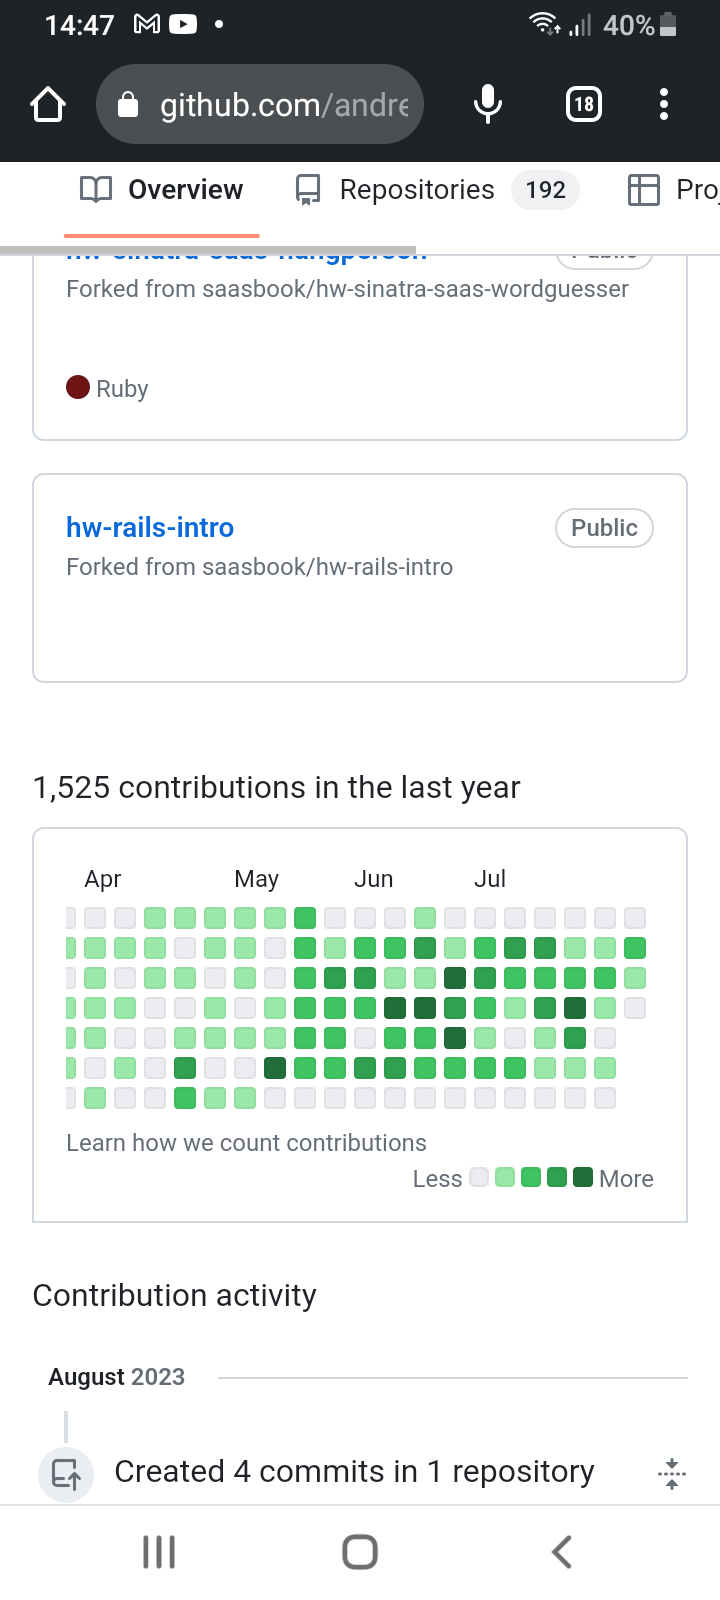 14:47
40%
github.com/andre
18
Overview
Repositories 192
Pro
Forked from saasbook/hw-sinatra-saas-wordguesser
Ruby
hw-rails-intro
Public
Forked from saasbook/hw-rails-intro
1,525 contributions in the last year
Apr May Jun Jul
Learn how we count contributions
Less More
Contribution activity
August 2023
Created 4 commits in 1 repository